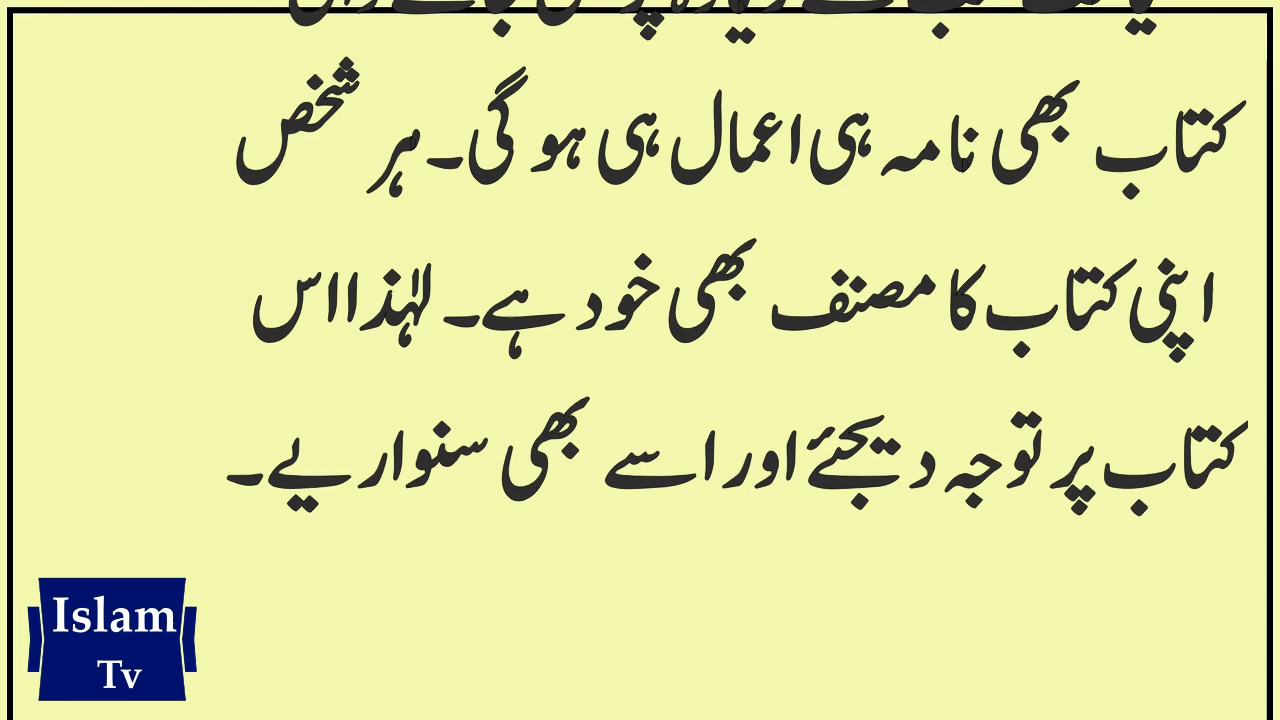 کتاب بھی نامہ ہی اعمال ہی ہو گی۔ ہر شخص
اپنی کتاب کا مصنف بھی خود ہے۔ لہٰذا اس
کتاب پر توجہ دیجئے اور اسے بھی سنواریے۔
Islam
Tv